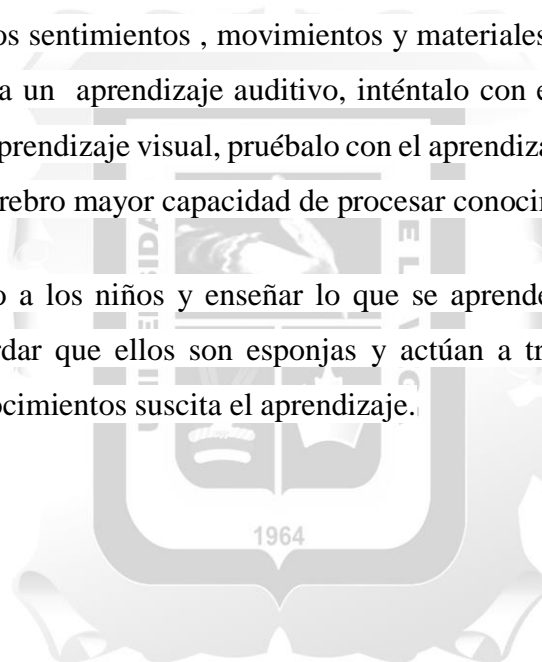 os sentimientos , movimientos y materiales
a un aprendizaje auditivo, inténtalo con e
prendizaje visual, pruébalo con el aprendiza
rebro mayor capacidad de procesar conocin
o a los niños y enseñar lo que se aprende
rdar que ellos son esponjas y actúan a tr
ocimientos suscita el aprendizaje.
1964